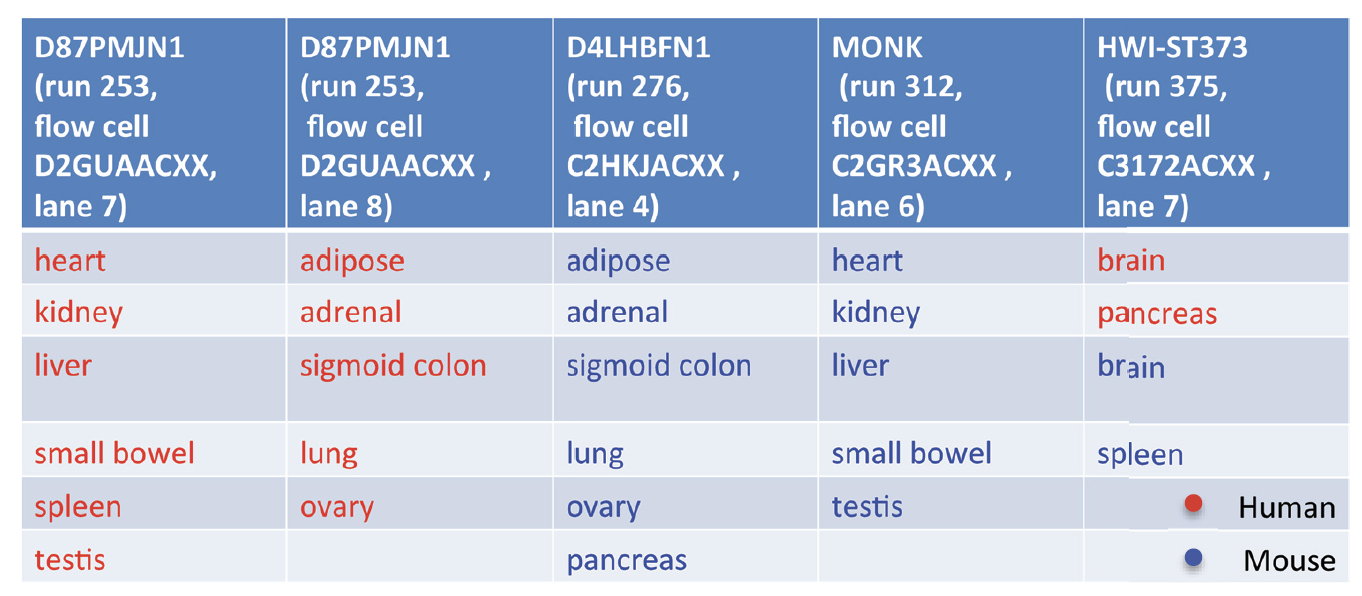 D87PMJN1
(run 253,
flow cell
D2GUAACXX,
lane 7)
D87PMJN1
(run 253,
flow cell
D2GUAACXX ,
lane 8)
D4LHBFN1
(run 276,
flow cell
C2HKJACXX ,
lane 4)
MONK
(run 312,
flow cell
C2GR3ACXX ,
lane 6)
HWI-ST373
(run 375,
flow cell
C3172ACXX ,
lane 7)
heart adipose adipose heart brain
kidney adrenal adrenal kidney pancreas
liver sigmoid colon sigmoid colon liver brain
small bowel lung lung small bowel spleen
spleen ovary ovary testis Human
testis pancreas Mouse